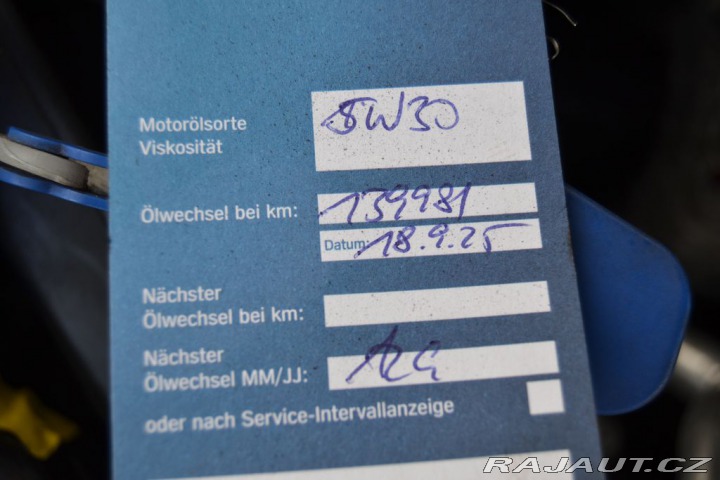 Motorölsorte
Viskosität
5W30
Ölwechsel bei km: 139981
Datum: 18.9.25
Nächster
Ölwechsel bei km:
Nächster
Ölwechsel MM/JJ:
oder nach Service-Intervallanzeige
RAJAUT.CZ